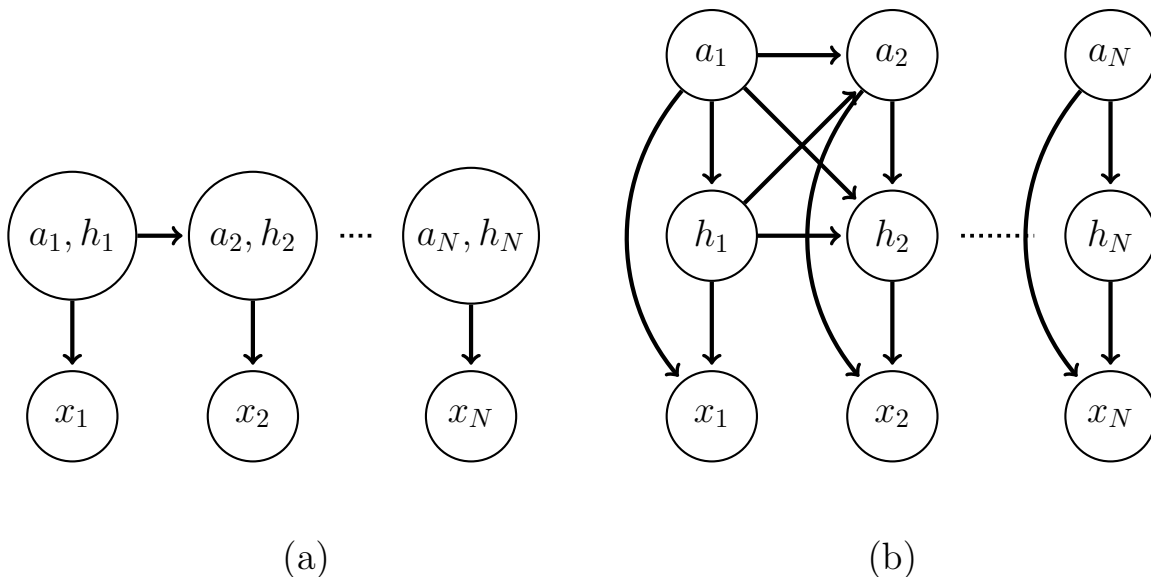 a_1, h_1
a_2, h_2
a_N, h_N
x_1
x_2
x_N
(a)
a_1
a_2
a_N
h_1
h_2
h_N
x_1
x_2
x_N
(b)